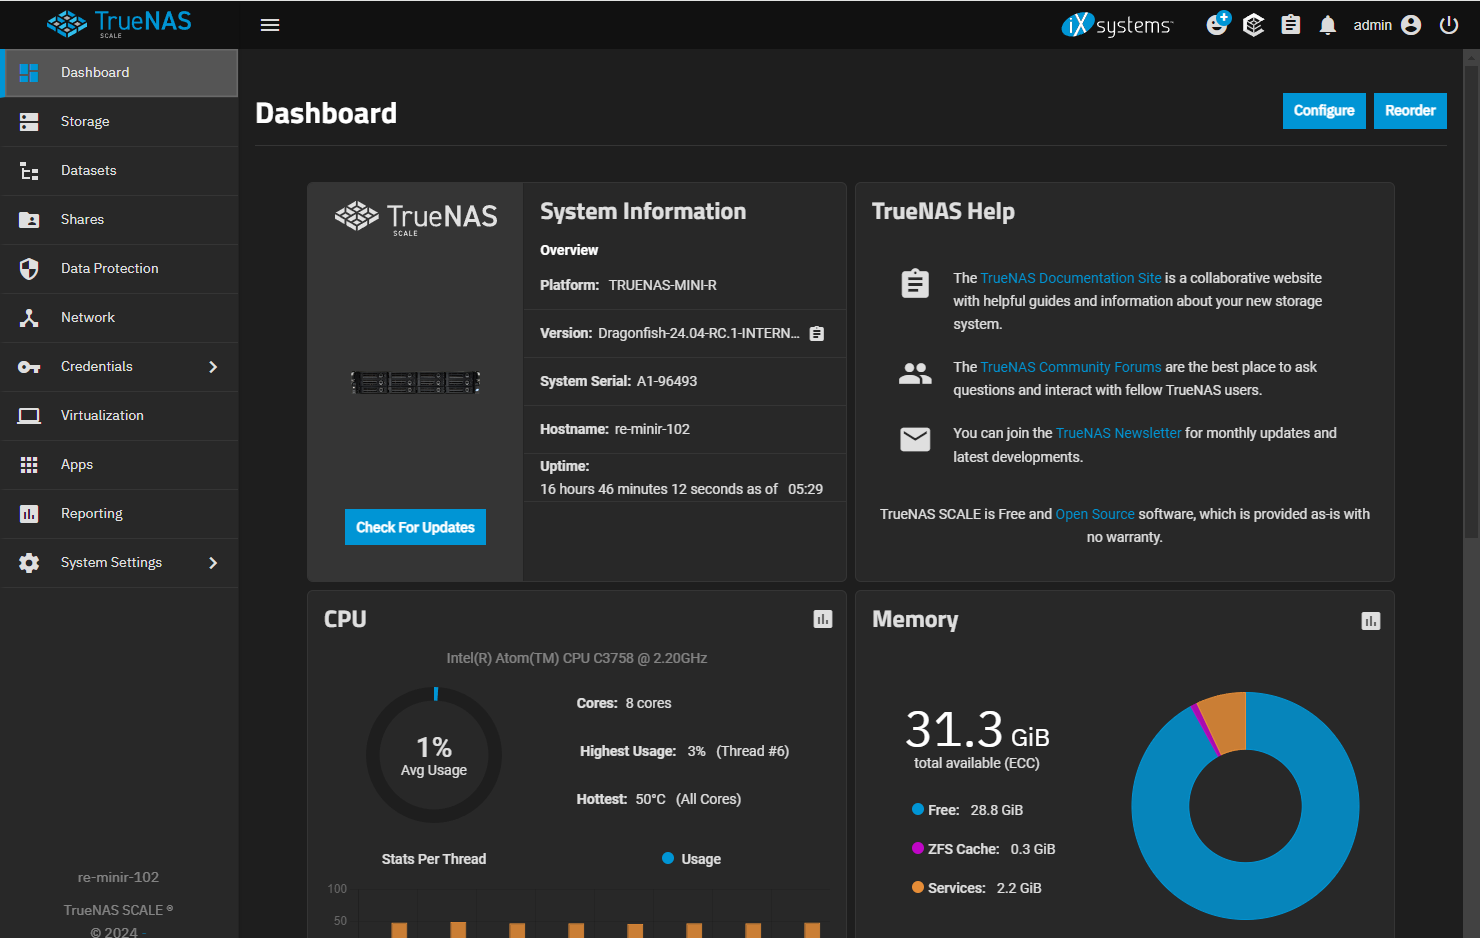 TrueNAS
SCALE
iXsystems
admin
Dashboard
Storage
Datasets
Shares
Data Protection
Network
Credentials
Virtualization
Apps
Reporting
System Settings
re-minir-102
TrueNAS SCALE ®
© 2024 -
Dashboard
Configure
Reorder
TrueNAS
SCALE
Check For Updates
System Information
Overview
Platform: TRUENAS-MINI-R
Version: Dragonfish-24.04-RC.1-INTERN...
System Serial: A1-96493
Hostname: re-minir-102
Uptime:
16 hours 46 minutes 12 seconds as of 05:29
TrueNAS Help
The TrueNAS Documentation Site is a collaborative website
with helpful guides and information about your new storage
system.
The TrueNAS Community Forums are the best place to ask
questions and interact with fellow TrueNAS users.
You can join the TrueNAS Newsletter for monthly updates and
latest developments.
TrueNAS SCALE is Free and Open Source software, which is provided as-is with
no warranty.
CPU
Intel(R) Atom(TM) CPU C3758 @ 2.20GHz
1%
Avg Usage
Cores: 8 cores
Highest Usage: 3% (Thread #6)
Hottest: 50°C (All Cores)
Stats Per Thread
Usage
100
50
Memory
31.3 GiB
total available (ECC)
Free: 28.8 GiB
ZFS Cache: 0.3 GiB
Services: 2.2 GiB